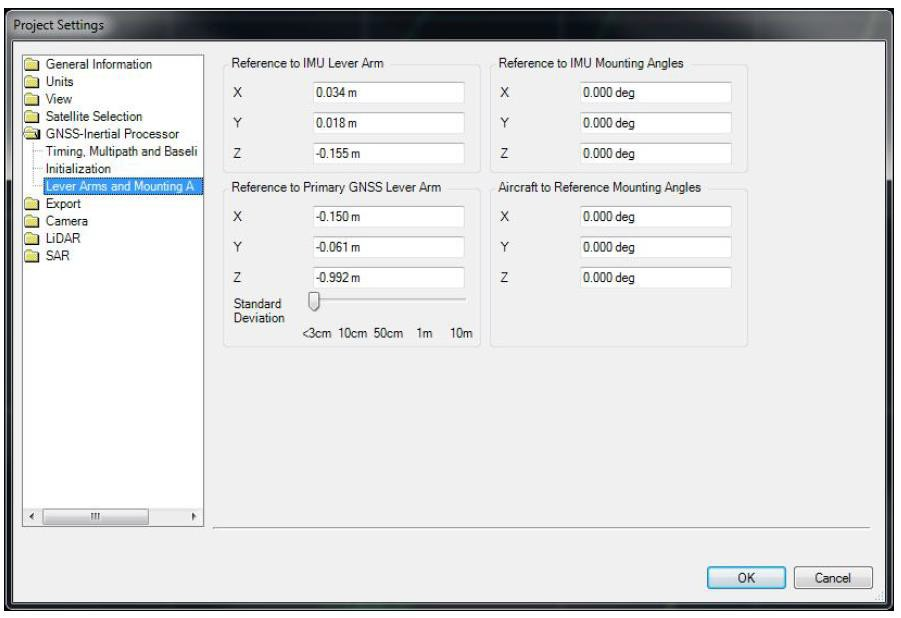 Project Settings
General Information
Units
View
Satellite Selection
GNSS-Inertial Processor
Timing, Multipath and Baseli
Initialization
Lever Arms and Mounting A
Export
Camera
LiDAR
SAR
Reference to IMU Lever Arm
X 0.034 m
Y 0.018 m
Z -0.155 m
Reference to IMU Mounting Angles
X 0.000 deg
Y 0.000 deg
Z 0.000 deg
Reference to Primary GNSS Lever Arm
X -0.150 m
Y -0.061 m
Z -0.992 m
Standard
Deviation
<3cm 10cm 50cm 1m 10m
Aircraft to Reference Mounting Angles
X 0.000 deg
Y 0.000 deg
Z 0.000 deg
OK Cancel